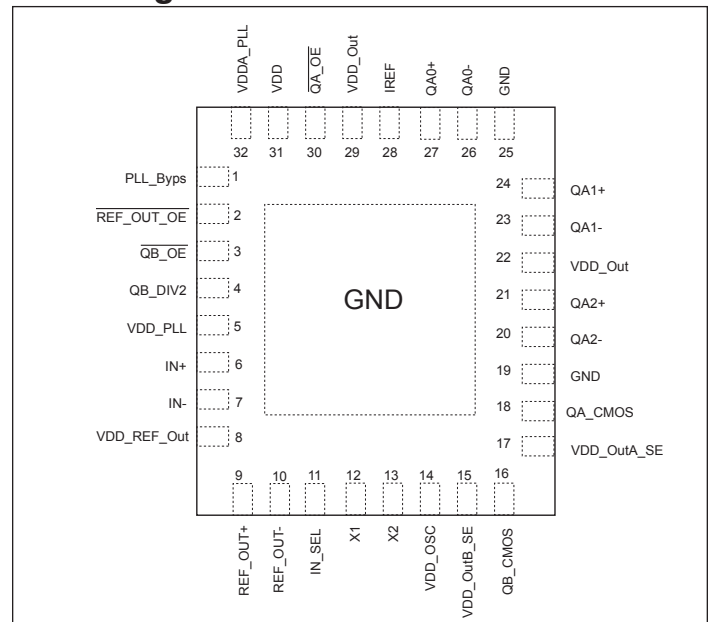 VDDA_PLL
VDD
QA_OE
VDD_Out
IREF
QA0+
QA0-
GND
32
31
30
29
28
27
26
25
PLL_Byps
1
REF_OUT_OE
2
QB_OE
3
QB_DIV2
4
VDD_PLL
5
IN+
6
IN-
7
VDD_REF_Out
8
GND
24
QA1+
23
QA1-
22
VDD_Out
21
QA2+
20
QA2-
19
GND
18
QA_CMOS
17
VDD_OutA_SE
9
10
11
12
13
14
15
16
REF_OUT+
REF_OUT-
IN_SEL
X1
X2
VDD_OSC
VDD_OutB_SE
QB_CMOS